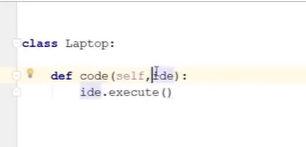 class Laptop:
def code(self,ide):
ide.execute()